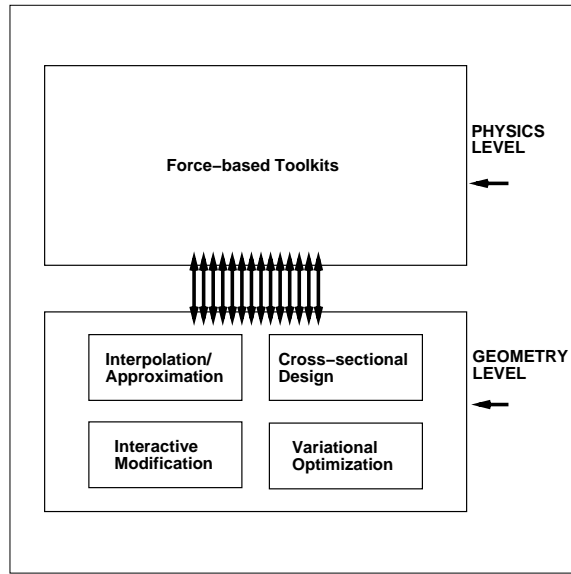 PHYSICS
LEVEL
Force−based Toolkits
Interpolation/
Approximation
Cross−sectional
Design
GEOMETRY
LEVEL
Interactive
Modification
Variational
Optimization